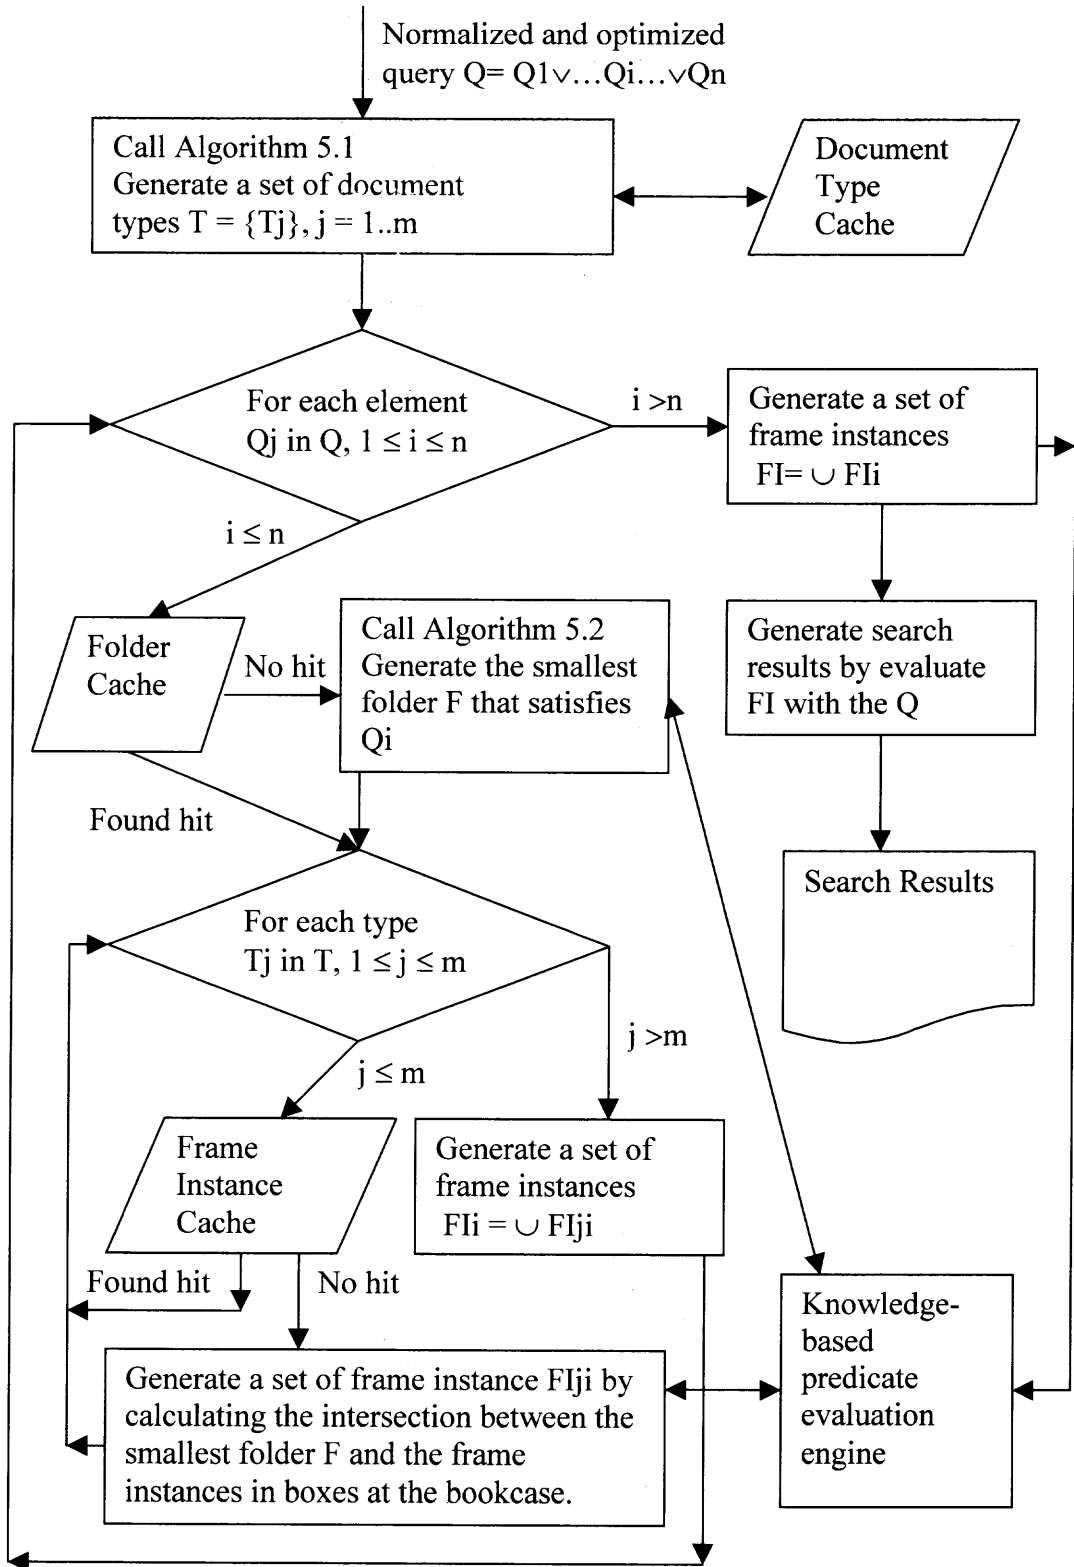 Normalized and optimized
query Q= Q1∨…Qi…∨Qn
Call Algorithm 5.1
Generate a set of document
types T = {Tj}, j = 1..m
Document
Type
Cache
For each element
Qj in Q, 1 ≤ i ≤ n
i >n
Generate a set of
frame instances
FI= ∪ FIi
i ≤ n
Folder
Cache
No hit
Call Algorithm 5.2
Generate the smallest
folder F that satisfies
Qi
Generate search
results by evaluate
FI with the Q
Found hit
Search Results
For each type
Tj in T, 1 ≤ j ≤ m
j >m
j ≤ m
Frame
Instance
Cache
Generate a set of
frame instances
FIi = ∪ FIji
Found hit
No hit
Knowledge-
based
predicate
evaluation
engine
Generate a set of frame instance FIji by
calculating the intersection between the
smallest folder F and the frame
instances in boxes at the bookcase.